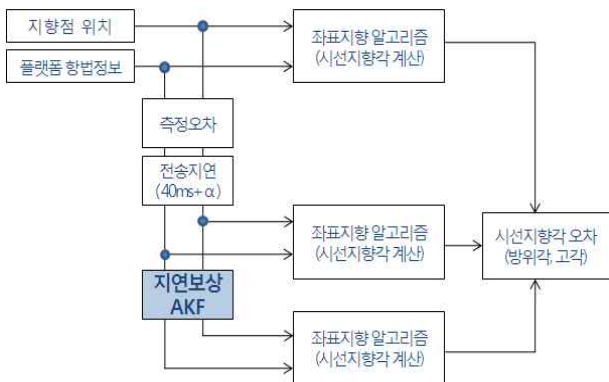 지향점 위치
플랫폼 항법정보
좌표지향 알고리즘
(시선지향각 계산)
측정오차
전송지연
(40ms+α)
좌표지향 알고리즘
(시선지향각 계산)
시선지향각 오차
(방위각, 고각)
지연보상
AKF
좌표지향 알고리즘
(시선지향각 계산)